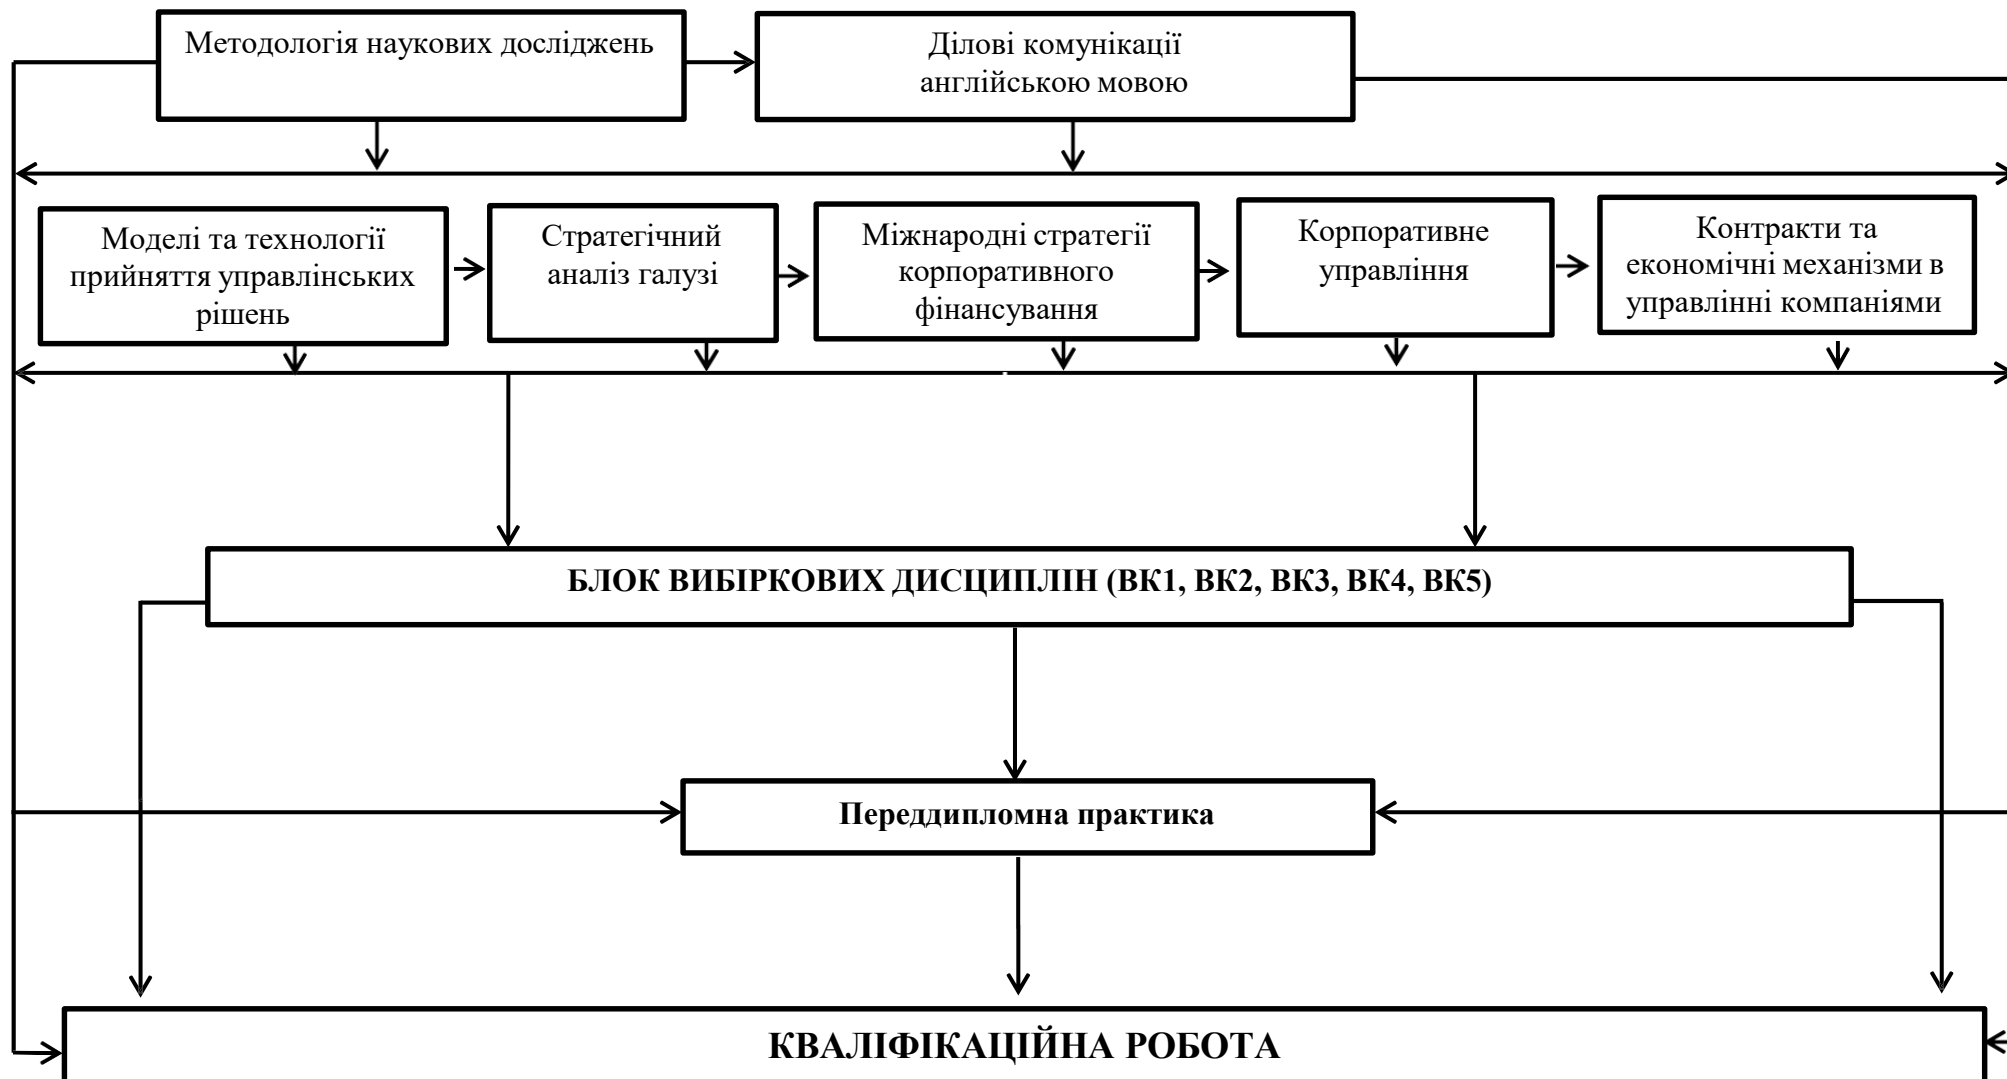 Методологія наукових досліджень
Ділові комунікації
англійською мовою
Моделі та технології
прийняття управлінських
рішень
Стратегічний
аналіз галузі
Міжнародні стратегії
корпоративного
фінансування
Корпоративне
управління
Контракти та
економічні механізми в
управлінні компаніями
БЛОК ВИБІРКОВИХ ДИСЦИПЛІН (ВК1, ВК2, ВК3, ВК4, ВК5)
Переддипломна практика
КВАЛІФІКАЦІЙНА РОБОТА